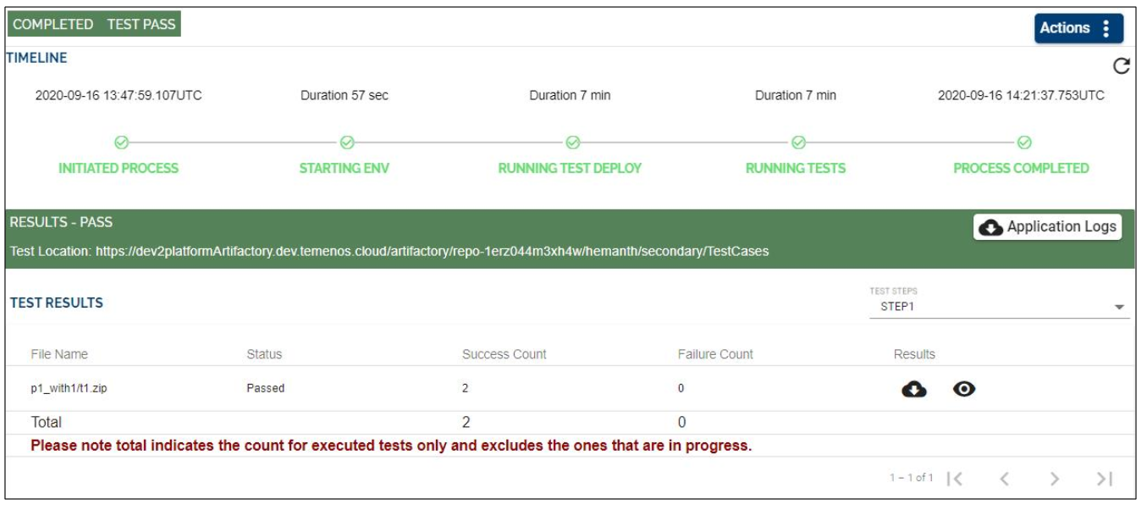 COMPLETED TEST PASS
Actions
TIMELINE
2020-09-16 13:47:59.107UTC Duration 57 sec Duration 7 min Duration 7 min 2020-09-16 14:21:37.753UTC
INITIATED PROCESS STARTING ENV RUNNING TEST DEPLOY RUNNING TESTS PROCESS COMPLETED
RESULTS - PASS
Application Logs
Test Location: https://dev2platformArtifactory.dev.temenos.cloud/artifactory/repo-1erz044m3xh4w/hemanth/secondary/TestCases
TEST STEPS
TEST RESULTS STEP1
File Name Status Success Count Failure Count Results
p1_with1/t1.zip Passed 2 0
Total 2 0
Please note total indicates the count for executed tests only and excludes the ones that are in progress.
1 – 1 of 1